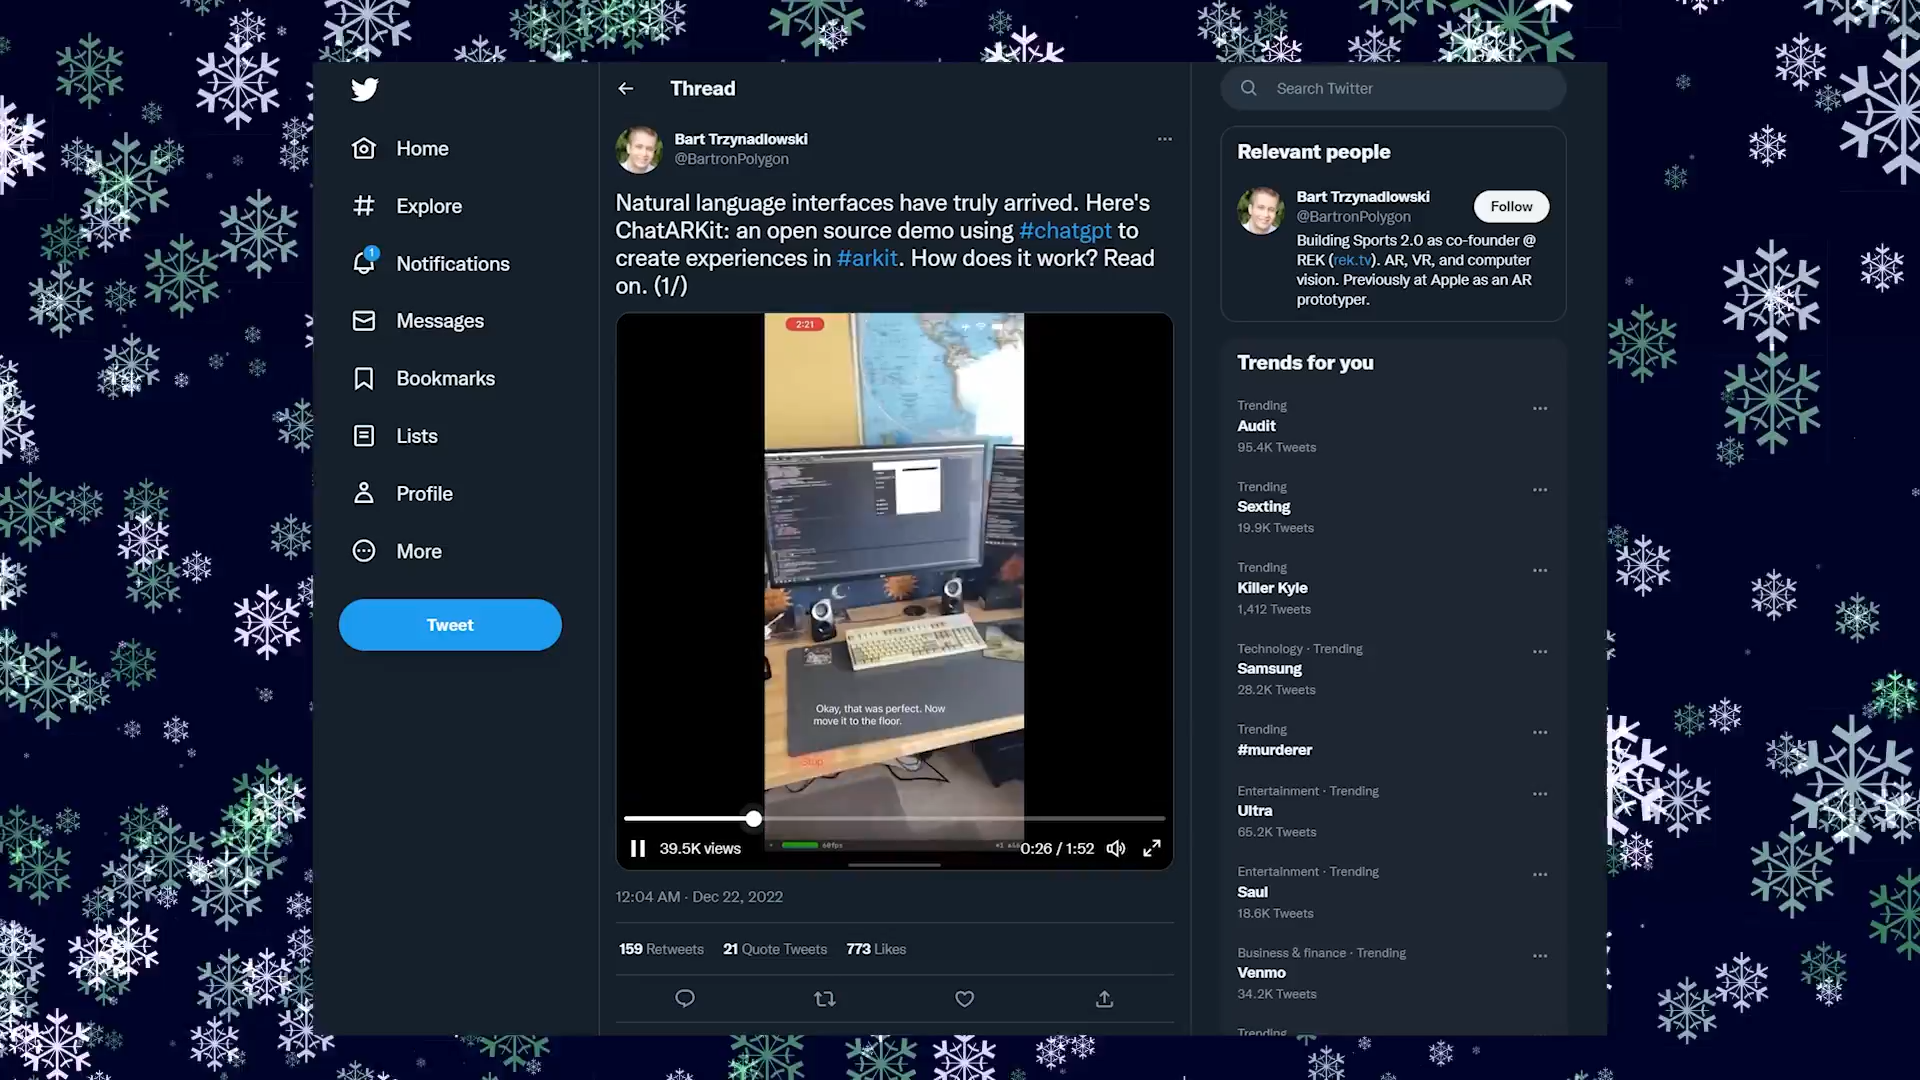 Home
Explore
1
Notifications
Messages
Bookmarks
Lists
Profile
More
Tweet
Thread
Bart Trzynadlowski
@BartronPolygon
Natural language interfaces have truly arrived. Here's
ChatARKit: an open source demo using #chatgpt to
create experiences in #arkit. How does it work? Read
on. (1/)
2:21
Okay, that was perfect. Now
move it to the floor.
Stop
60fps
39.5K views
0:26 / 1:52
12:04 AM · Dec 22, 2022
159 Retweets 21 Quote Tweets 773 Likes
Search Twitter
Relevant people
Bart Trzynadlowski
@BartronPolygon
Follow
Building Sports 2.0 as co-founder @
REK (rek.tv). AR, VR, and computer
vision. Previously at Apple as an AR
prototyper.
Trends for you
Trending
Audit
95.4K Tweets
Trending
Sexting
19.9K Tweets
Trending
Killer Kyle
1,412 Tweets
Technology · Trending
Samsung
28.2K Tweets
Trending
#murderer
Entertainment · Trending
Ultra
65.2K Tweets
Entertainment · Trending
Saul
18.6K Tweets
Business & finance · Trending
Venmo
34.2K Tweets
Trending